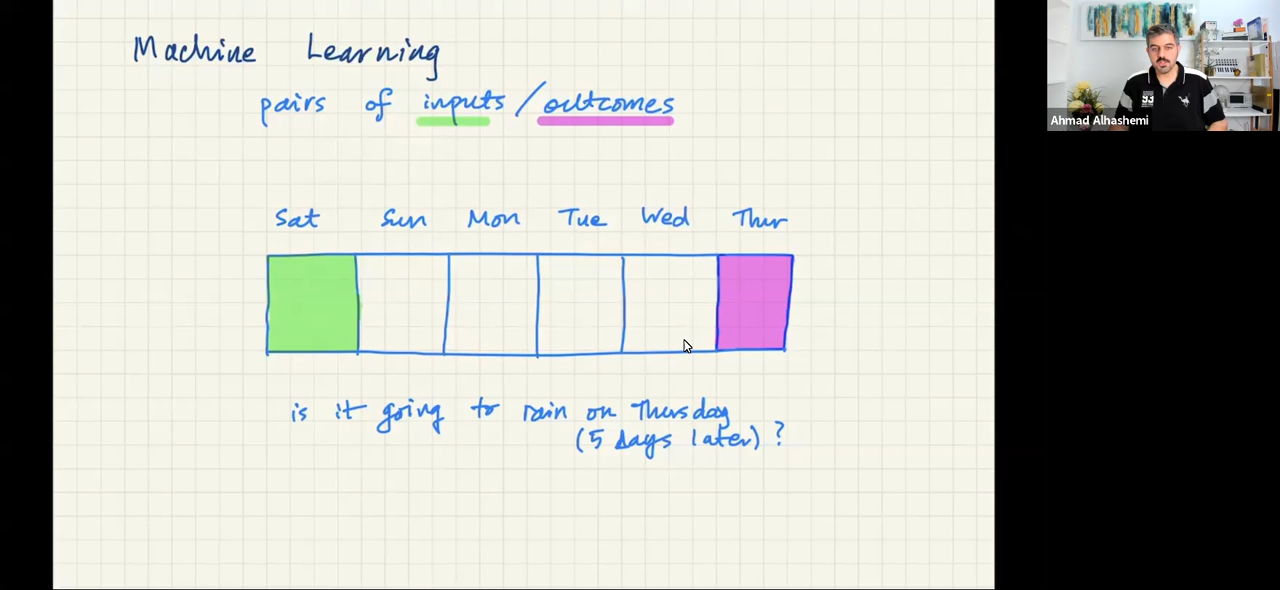 Machine Learning
pairs of inputs / outcomes
Sat Sun Mon Tue Wed Thur
is it going to rain on Thursday
(5 days later) ?
Ahmad Alhashemi
93